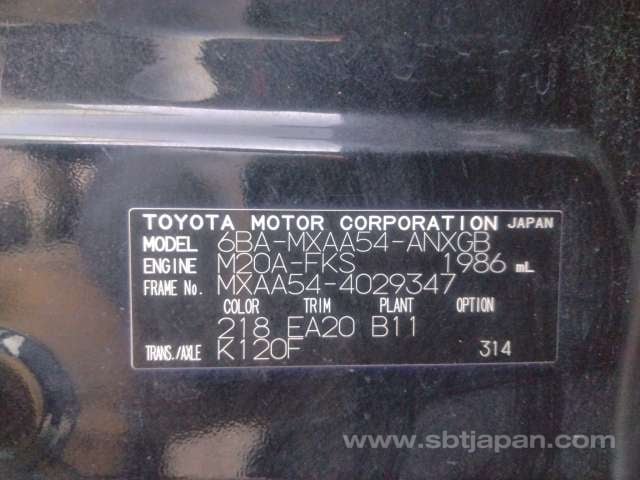 TOYOTA MOTOR CORPORATION JAPAN
MODEL 6BA-MXAA54-ANXGB
ENGINE M20A-FKS 1986 mL
FRAME No. MXAA54-4029347
COLOR TRIM PLANT OPTION
218 EA20 B11
TRANS./AXLE K120F 314
www.sbtjapan.com